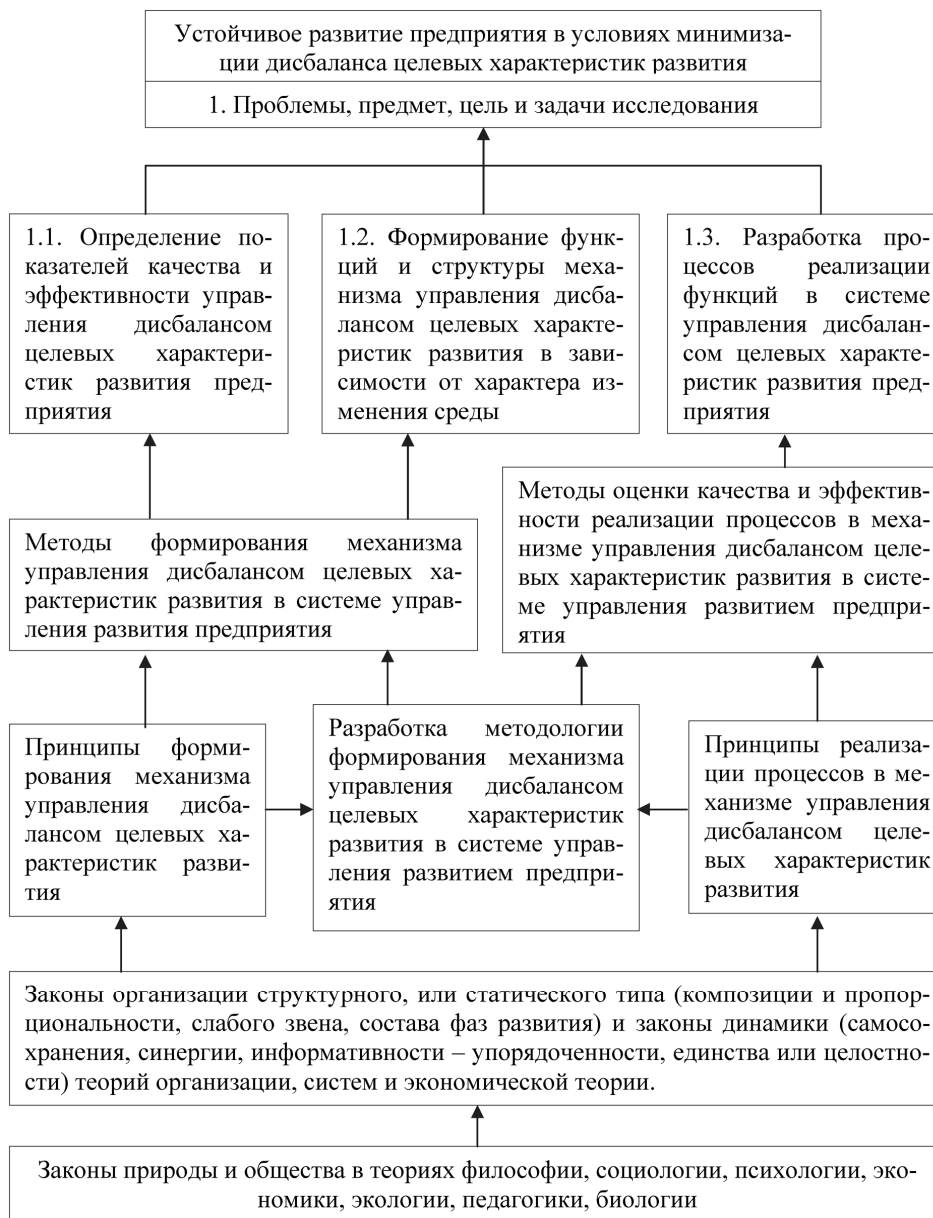 Устойчивое развитие предприятия в условиях минимиза-
ции дисбаланса целевых характеристик развития
1. Проблемы, предмет, цель и задачи исследования
1.1. Определение по-
казателей качества и
эффективности управ-
ления дисбалансом
целевых характери-
стик развития пред-
приятия
1.2. Формирование функ-
ций и структуры меха-
низма управления дисба-
лансом целевых характе-
ристик развития в зави-
симости от характера из-
менения среды
1.3. Разработка про-
цессов реализации
функций в системе
управления дисбалан-
сом целевых характе-
ристик развития пред-
приятия
Методы формирования механизма
управления дисбалансом целевых ха-
рактеристик развития в системе управ-
ления развития предприятия
Методы оценки качества и эффектив-
ности реализации процессов в меха-
низме управления дисбалансом целе-
вых характеристик развития в систе-
ме управления развитием предпри-
ятия
Принципы форми-
рования механизма
управления дисба-
лансом целевых ха-
рактеристик разви-
тия
Разработка методологии
формирования механизма
управления дисбалансом
целевых характеристик
развития в системе управ-
ления развитием предпри-
ятия
Принципы реализа-
ции процессов в ме-
ханизме управления
дисбалансом целе-
вых характеристик
развития
Законы организации структурного, или статического типа (композиции и пропор-
циональности, слабого звена, состава фаз развития) и законы динамики (самосо-
хранения, синергии, информативности – упорядоченности, единства или целостно-
сти) теорий организации, систем и экономической теории.
Законы природы и общества в теориях философии, социологии, психологии, эко-
номики, экологии, педагогики, биологии